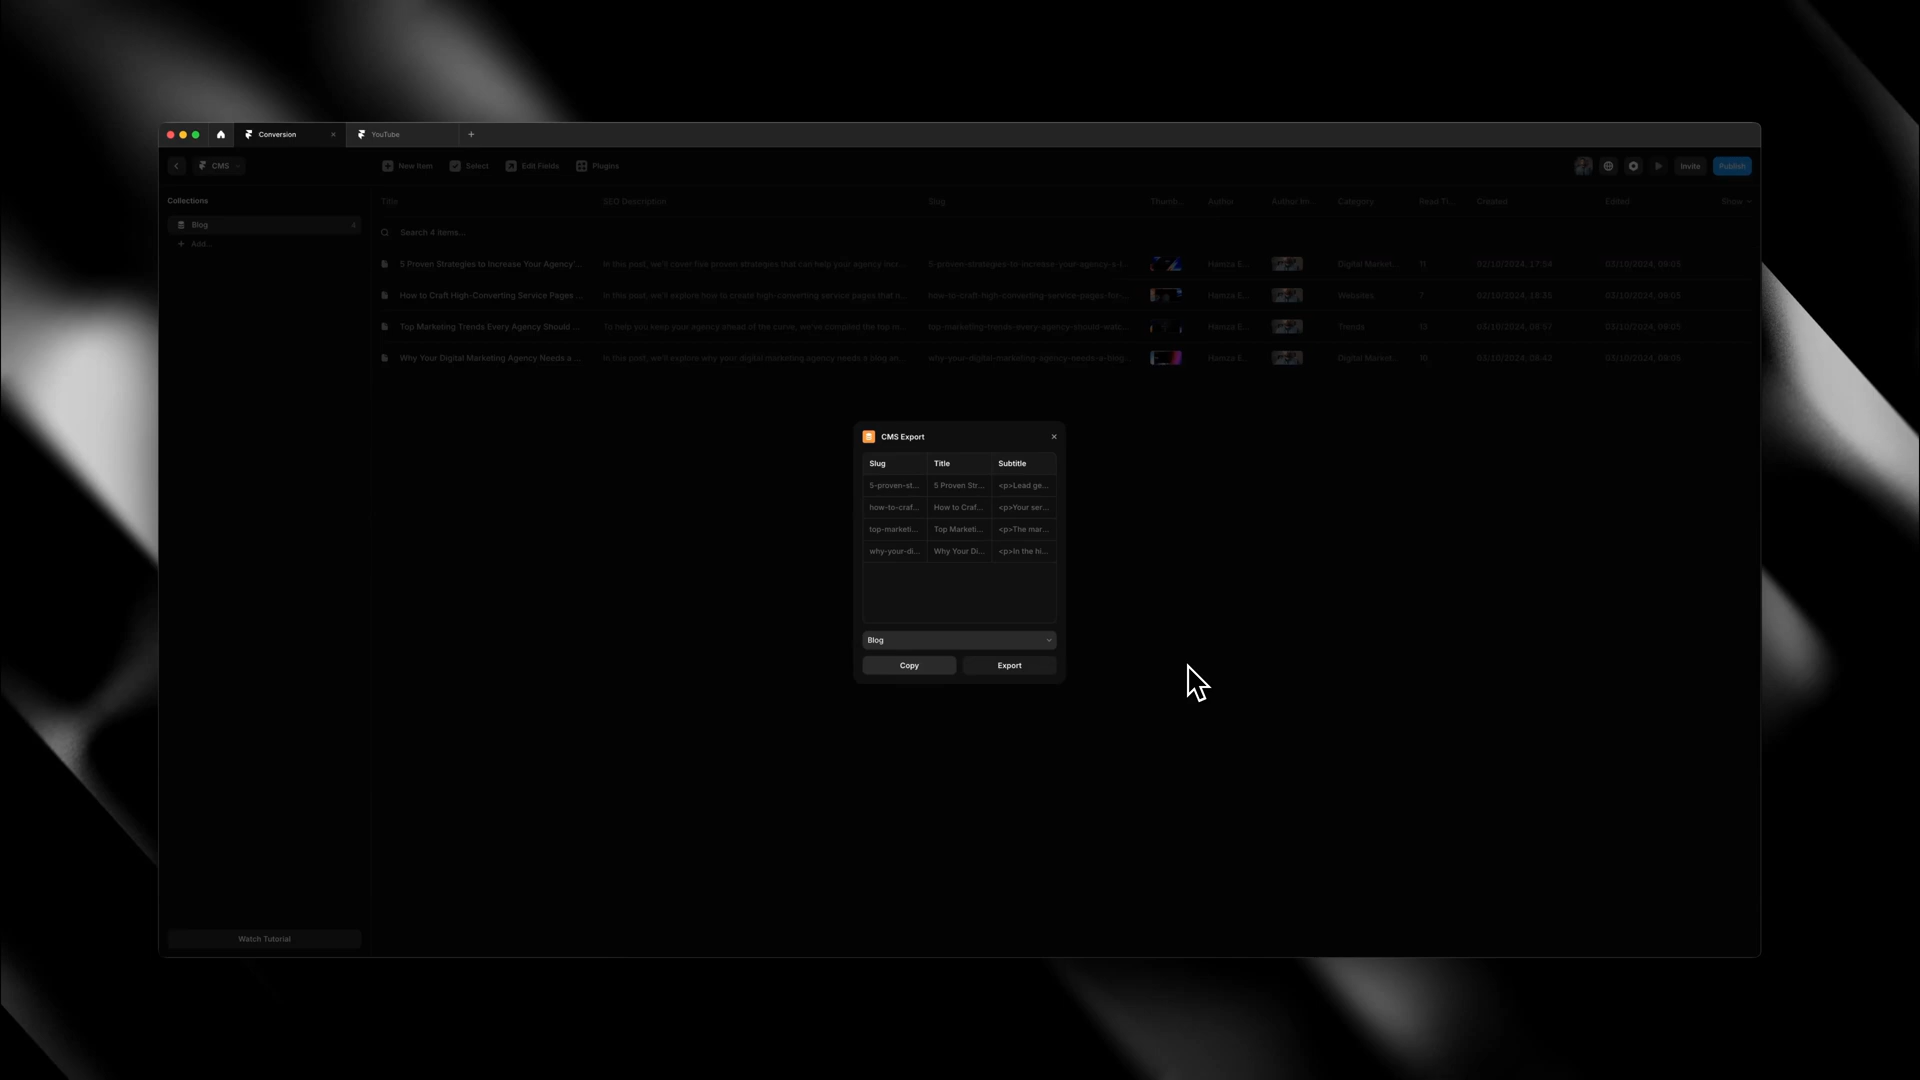 Conversion
YouTube
CMS
New Item
Select
Edit Fields
Plugins
Invite
Publish
Collections
Blog 4
Add...
Title SEO Description Slug Thumb... Author Author Im... Category Read Ti... Created Edited Show
Search 4 items...
5 Proven Strategies to Increase Your Agency'... In this post, we'll cover five proven strategies that can help your agency incr... 5-proven-strategies-to-increase-your-agency-s-l... Hamza E... Digital Market... 11 02/10/2024, 17:04 03/10/2024, 09:05
How to Craft High-Converting Service Pages ... In this post, we'll explore how to create high-converting service pages that s... how-to-craft-high-converting-service-pages-for-... Hamza E... Websites 7 02/10/2024, 18:35 03/10/2024, 09:05
Top Marketing Trends Every Agency Should ... To help you keep your agency ahead of the curve, we've compiled the top m... top-marketing-trends-every-agency-should-watc... Hamza E... Trends 03/10/2024, 08:57 03/10/2024, 09:05
Why Your Digital Marketing Agency Needs a ... In this post, we'll explore why your digital marketing agency needs a blog an... why-your-digital-marketing-agency-needs-a-blog... Hamza E... Digital Market... 10 03/10/2024, 08:42 03/10/2024, 09:05
CMS Export
Slug Title Subtitle
5-proven-st... 5 Proven Str... <p>Lead ge...
how-to-craf... How to Craf... <p>Your ser...
top-marketi... Top Marketi... <p>The mar...
why-your-di... Why Your Di... <p>In the hi...
Blog
Copy Export
Watch Tutorial